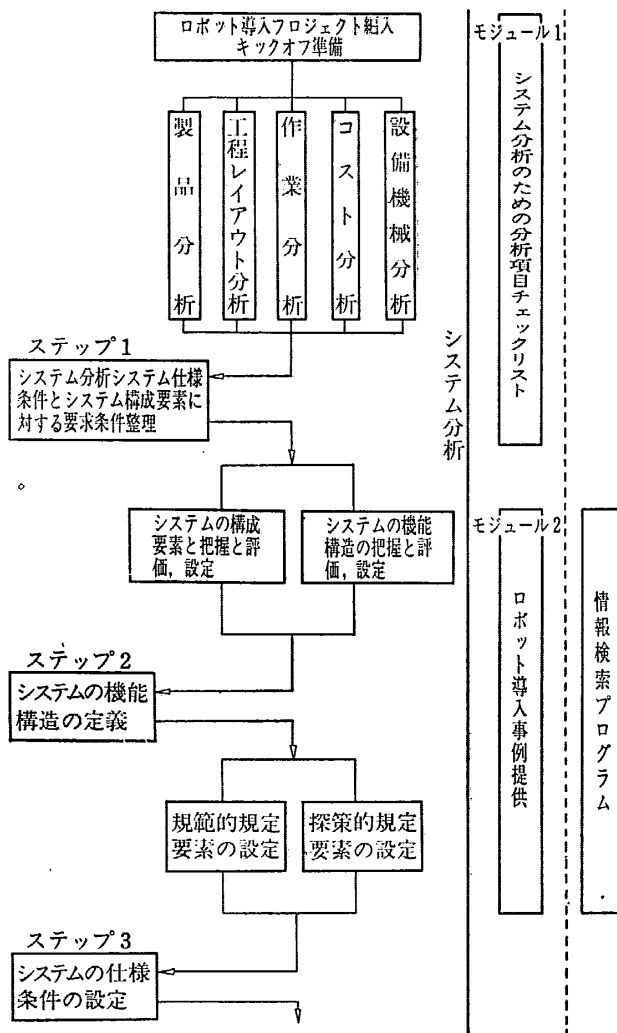 ロボット導入プロジェクト編入
キックオフ準備
製品分析
工程レイアウト分析
作業分析
コスト分析
設備機械分析
ステップ1
システム分析システム仕様
条件とシステム構成要素に
対する要求条件整理
システムの構成
要素と把握と評
価，設定
システムの機能
構造の把握と評
価，設定
ステップ2
システムの機能
構造の定義
規範的規定
要素の設定
探策的規定
要素の設定
ステップ3
システムの仕様
条件の設定
システム分析
モジュール1
システム分析のための分析項目チェックリスト
モジュール2
ロボット導入事例提供
情報検索プログラム